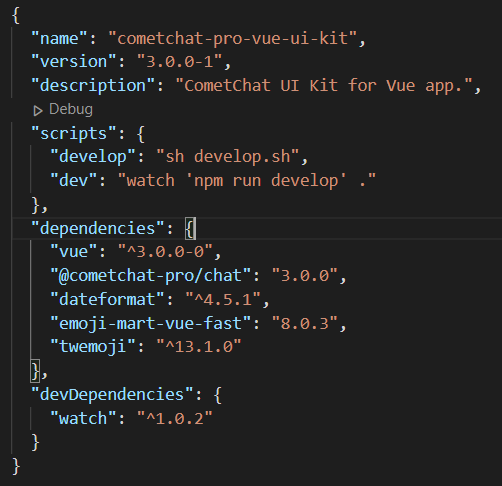 {
"name": "cometchat-pro-vue-ui-kit",
"version": "3.0.0-1",
"description": "CometChat UI Kit for Vue app.",
Debug
"scripts": {
"develop": "sh develop.sh",
"dev": "watch 'npm run develop' ."
},
"dependencies": {
"vue": "^3.0.0-0",
"@cometchat-pro/chat": "3.0.0",
"dateformat": "^4.5.1",
"emoji-mart-vue-fast": "8.0.3",
"twemoji": "^13.1.0"
},
"devDependencies": {
"watch": "^1.0.2"
}
}